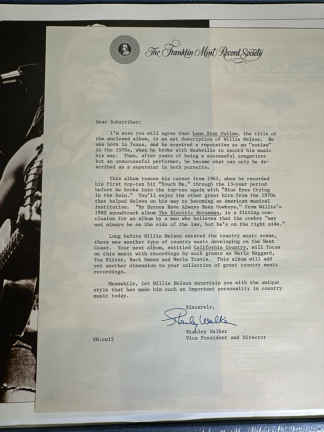 The Franklin Mint Record Society
Dear Subscriber:
I'm sure you will agree that Lone Star Outlaw, the title of
the enclosed album, is an apt description of Willie Nelson. He
was born in Texas, and he acquired a reputation as an "outlaw"
in the 1970s, when he broke with Nashville to record his music
his way. Then, after years of being a successful songwriter
but an unsuccessful performer, he became what can only be de-
scribed as a superstar in both pursuits.
This album traces his career from 1962, when he recorded
his first top-ten hit "Touch Me," through the 13-year period
before he broke into the top-ten again with "Blue Eyes Crying
in the Rain." You'll enjoy the other great hits from the 1970s
that helped Nelson on his way to becoming an American musical
institution. "My Heroes Have Always Been Cowboys," from Willie's
1980 soundtrack album The Electric Horseman, is a fitting con-
clusion for an album by a man who believes that the cowboy "may
not always be on the side of the law, but he's on the right side."
Long before Willie Nelson entered the country music scene,
there was another type of country music developing on the West
Coast. Your next album, entitled California Country, will focus
on this music with recordings by such greats as Merle Haggard,
Buck Owens and Merle Travis. This album will add
yet another dimension to your collection of great country music
recordings.
Meanwhile, let Willie Nelson entertain you with the unique
style that has made him such an important personality in country
music today.
Sincerely,
Stanley Walker
Stanley Walker
Vice President and Director